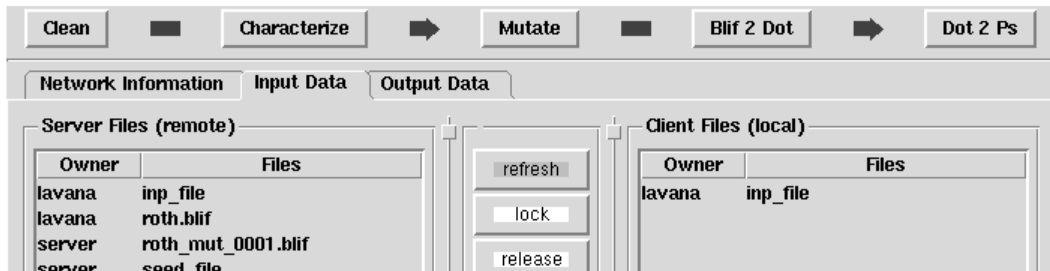 Clean Characterize Mutate Blif 2 Dot Dot 2 Ps
Network Information Input Data Output Data
Server Files (remote)
Owner Files
lavana inp_file
lavana roth.blif
server roth_mut_0001.blif
server seed_file
refresh
lock
release
Client Files (local)
Owner Files
lavana inp_file